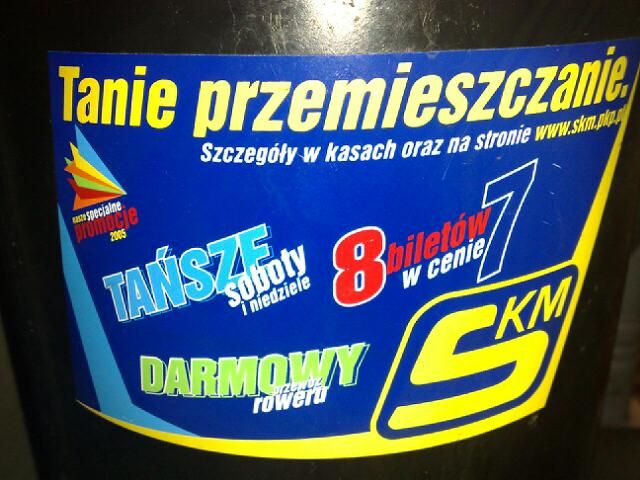 Tanie przemieszczanie.
Szczegóły w kasach oraz na stronie www.skm.pkp.pl
nasze specjalne
promocje
2005
TAŃSZE
soboty
i niedziele
8 biletów
w cenie 7
DARMOWY
przewóz
roweru
SKM